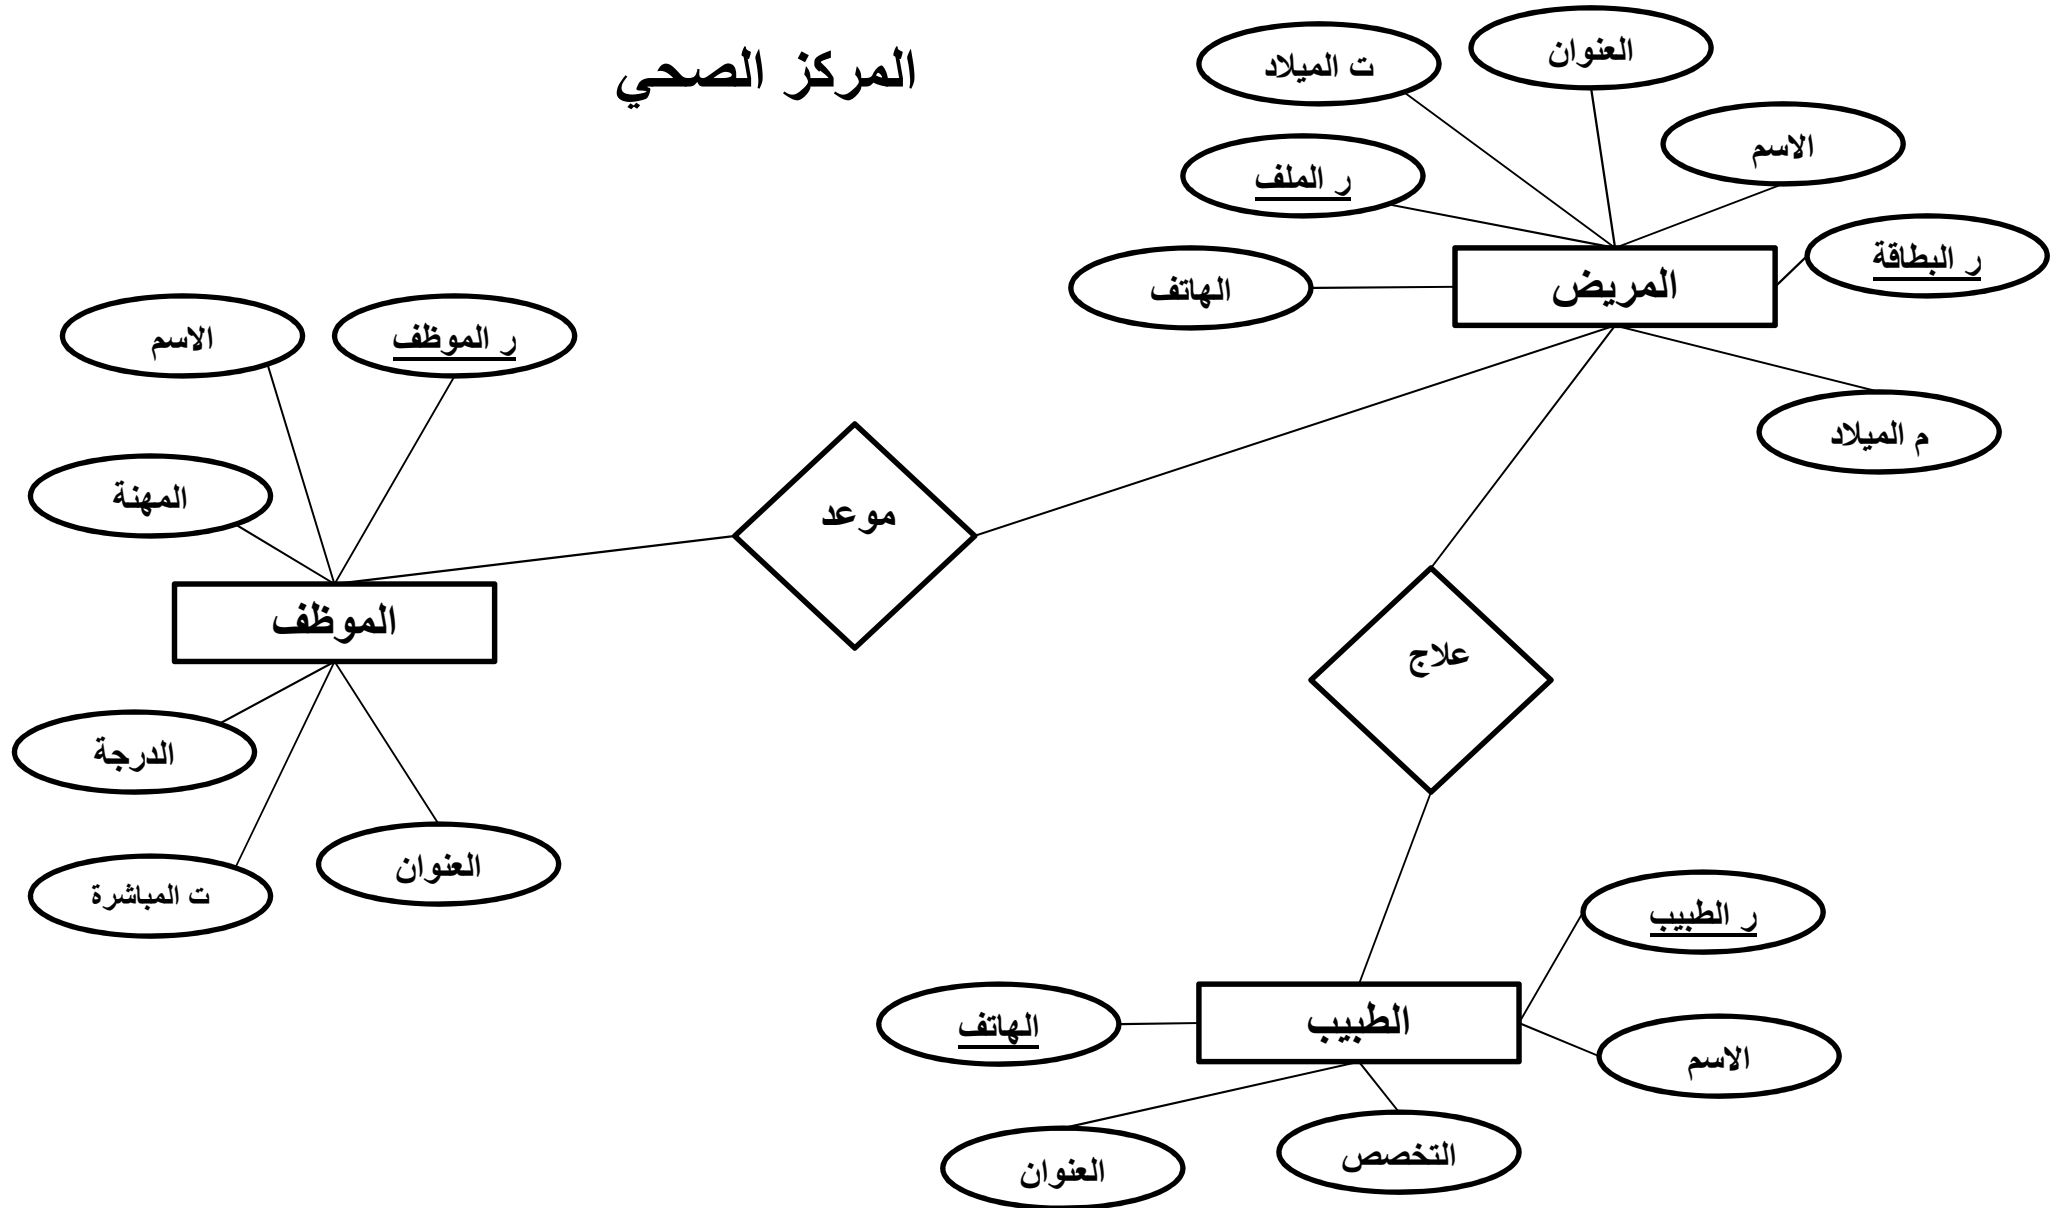 المركز الصحي
العنوان
ت الميلاد
الاسم
ر الملف
ر البطاقة
المريض
الهاتف
م الميلاد
ر الموظف
الاسم
المهنة
موعد
الموظف
علاج
الدرجة
العنوان
ت المباشرة
ر الطبيب
الطبيب
الهاتف
الاسم
التخصص
العنوان